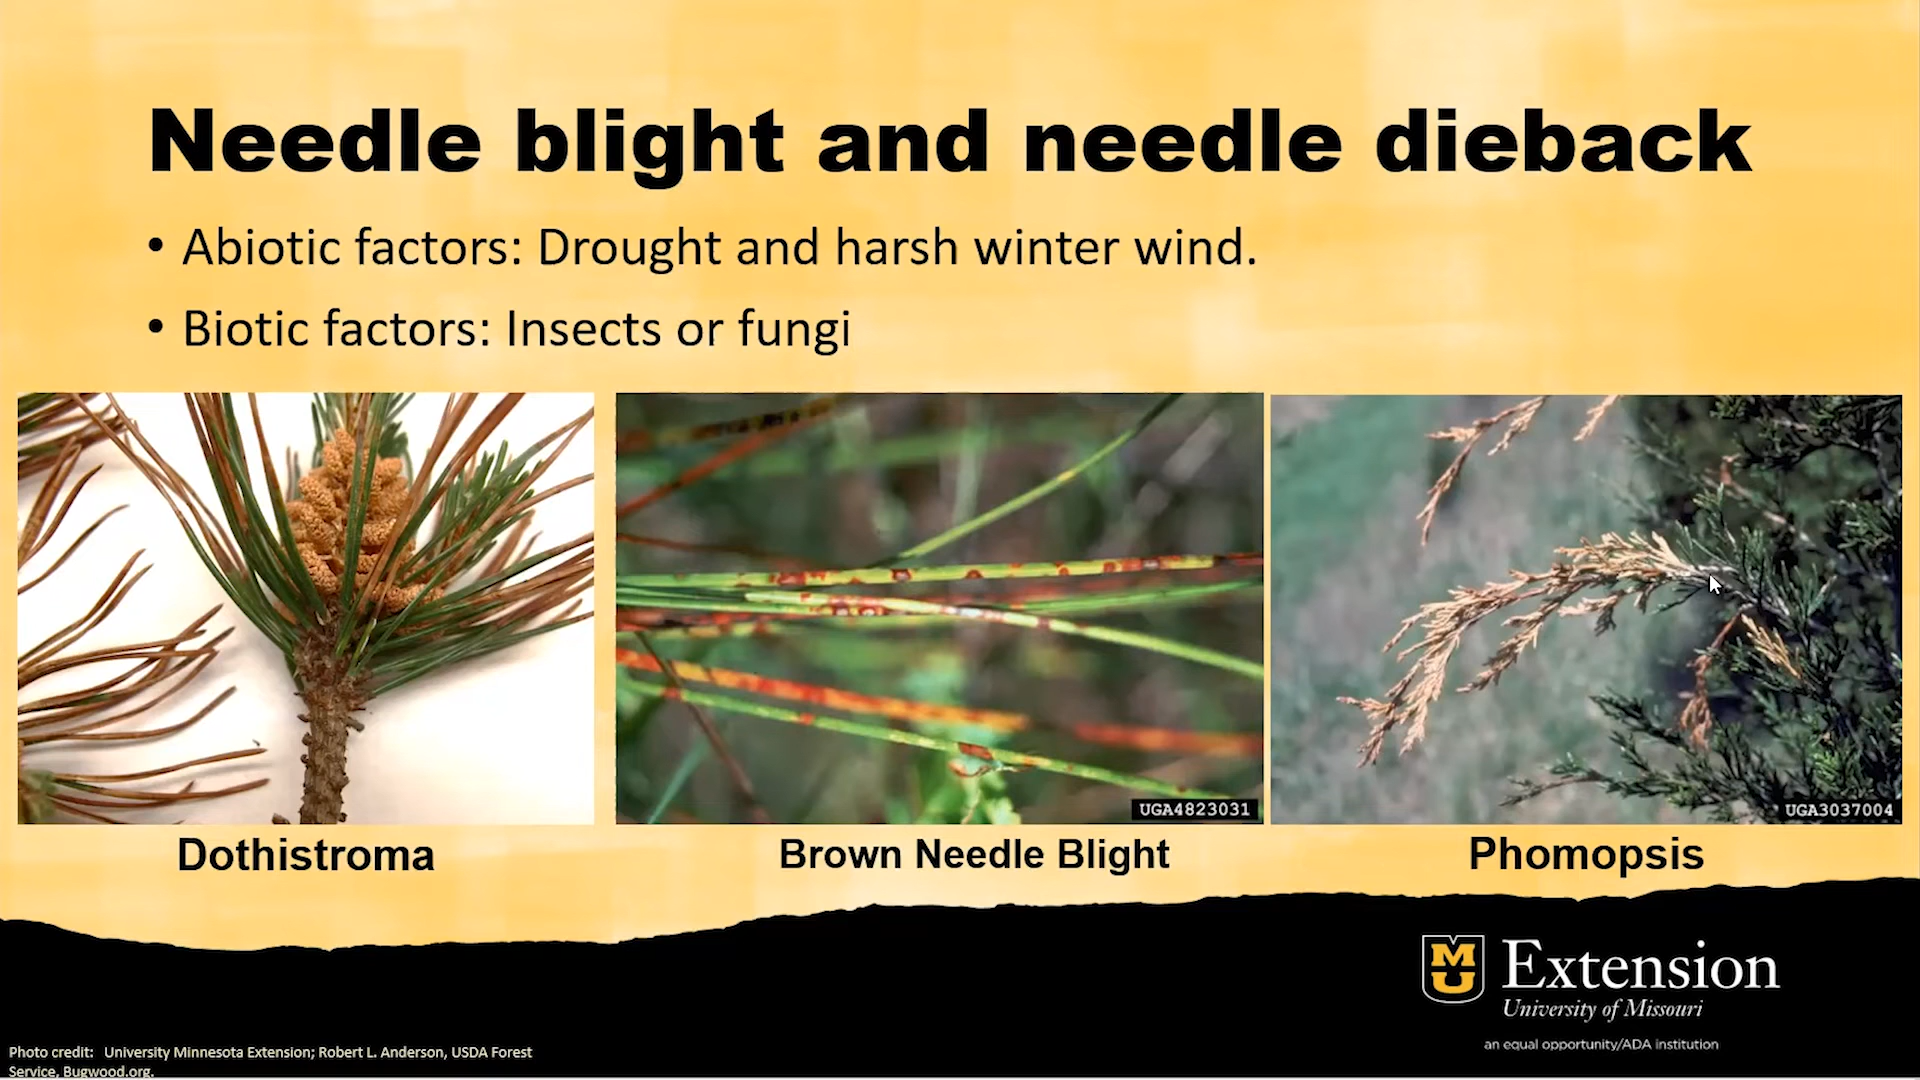 Needle blight and needle dieback
• Abiotic factors: Drought and harsh winter wind.
• Biotic factors: Insects or fungi
UGA4823031
UGA3037004
Dothistroma
Brown Needle Blight
Phomopsis
MU
Extension
University of Missouri
an equal opportunity/ADA institution
Photo credit: University Minnesota Extension; Robert L. Anderson, USDA Forest
Service, Bugwood.org.